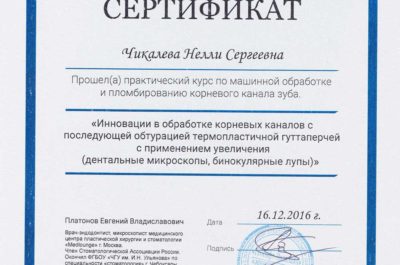 СЕРТИФИКАТ
Чикалева Нелли Сергеевна
Прошел(а) практический курс по машинной обработке
и пломбированию корневого канала зуба.
«Инновации в обработке корневых каналов с
последующей обтурацией термопластичной гуттаперчей
с применением увеличения
(дентальные микроскопы, бинокулярные лупы)»
Платонов Евгений Владиславович
Дата 16.12.2016 г.
Врач-эндодонтист, микроскопист медицинского
центра пластической хирургии и стоматологии
«Medlounge» г. Москва.
Член Стоматологической Ассоциации России.
Окончил ФГБОУ «ЧГУ им. И.Н. Ульянова» по
Подпись
специальности «стоматология» г. Чебоксары